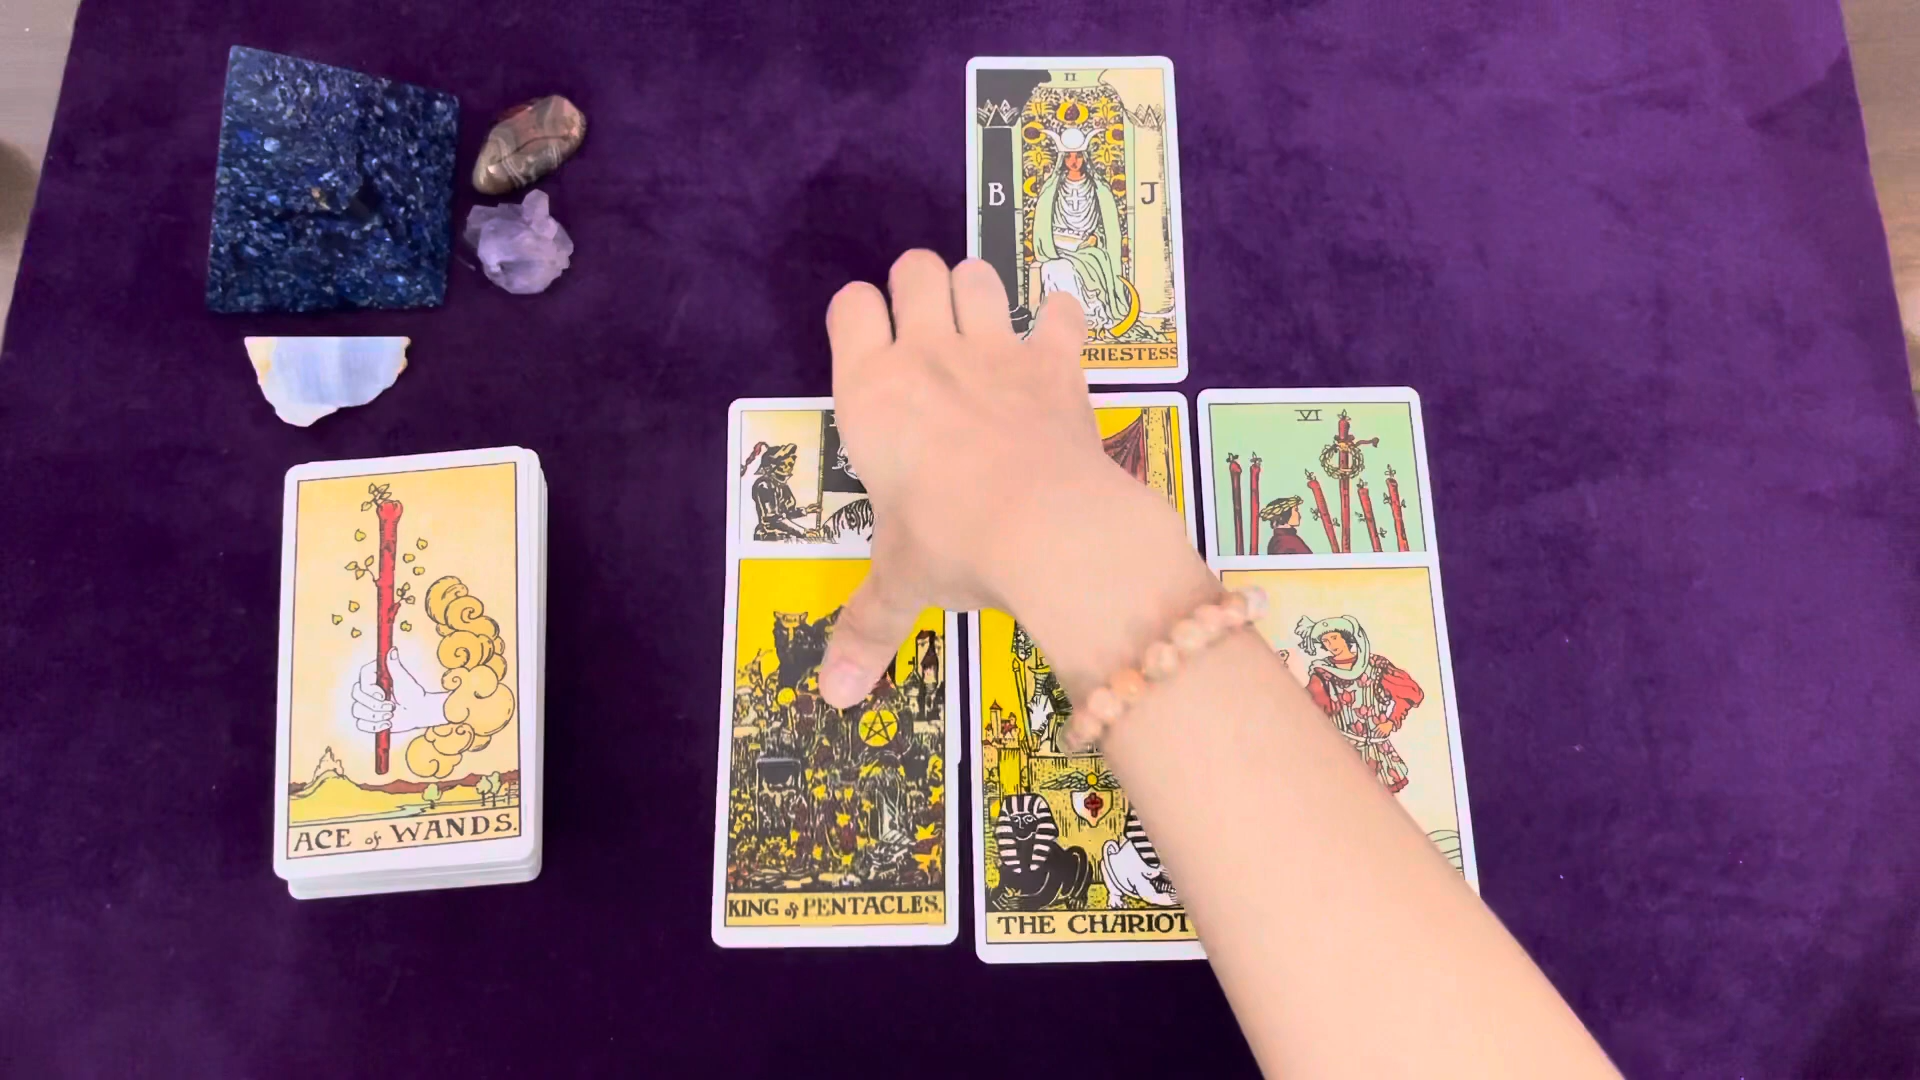 II
B J
PRIESTESS
VI
ACE of WANDS.
KING of PENTACLES.
THE CHARIOT